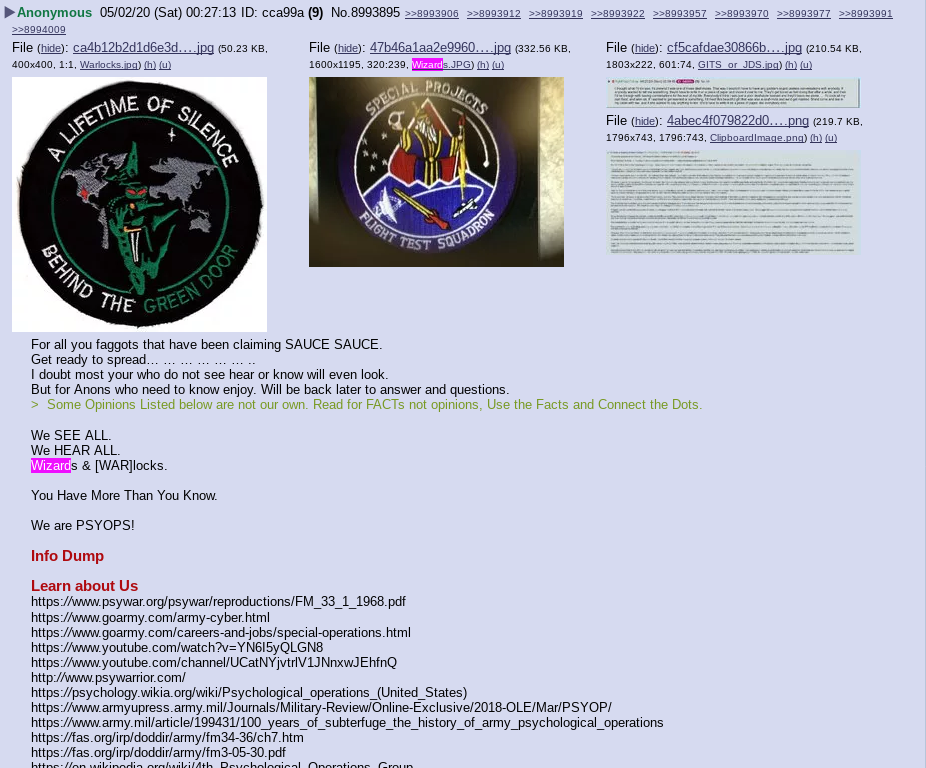 ▶Anonymous 05/02/20 (Sat) 00:27:13 ID: cca99a (9) No.8993895 >>8993906 >>8993912 >>8993919 >>8993922 >>8993957 >>8993970 >>8993977 >>8993991
>>8994009
File (hide): ca4b12b2d1d6e3d….jpg (50.23 KB,
400x400, 1:1, Warlocks.jpg) (h) (u)
A LIFETIME OF SILENCE
BEHIND THE GREEN DOOR
File (hide): 47b46a1aa2e9960….jpg (332.56 KB,
1600x1195, 320:239, Wizards.JPG) (h) (u)
SPECIAL PROJECTS
FLIGHT TEST SQUADRON
File (hide): cf5cafdae30866b….jpg (210.54 KB,
1803x222, 601:74, GITS_or_JDS.jpg) (h) (u)
File (hide): 4abec4f079822d0….png (219.7 KB,
1796x743, 1796:743, ClipboardImage.png) (h) (u)
For all you faggots that have been claiming SAUCE SAUCE.
Get ready to spread… … … … … … ..
I doubt most your who do not see hear or know will even look.
But for Anons who need to know enjoy. Will be back later to answer and questions.
> Some Opinions Listed below are not our own. Read for FACTs not opinions, Use the Facts and Connect the Dots.
We SEE ALL.
We HEAR ALL.
Wizards & [WAR]locks.
You Have More Than You Know.
We are PSYOPS!
Info Dump
Learn about Us
https://www.psywar.org/psywar/reproductions/FM_33_1_1968.pdf
https://www.goarmy.com/army-cyber.html
https://www.goarmy.com/careers-and-jobs/special-operations.html
https://www.youtube.com/watch?v=YN6I5yQLGN8
https://www.youtube.com/channel/UCatNYjvtrlV1JNnxwJEhfnQ
http://www.psywarrior.com/
https://psychology.wikia.org/wiki/Psychological_operations_(United_States)
https://www.armyupress.army.mil/Journals/Military-Review/Online-Exclusive/2018-OLE/Mar/PSYOP/
https://www.army.mil/article/199431/100_years_of_subterfuge_the_history_of_army_psychological_operations
https://fas.org/irp/doddir/army/fm34-36/ch7.htm
https://fas.org/irp/doddir/army/fm3-05-30.pdf
https://en.wikipedia.org/wiki/4th_Psychological_Operations_Group